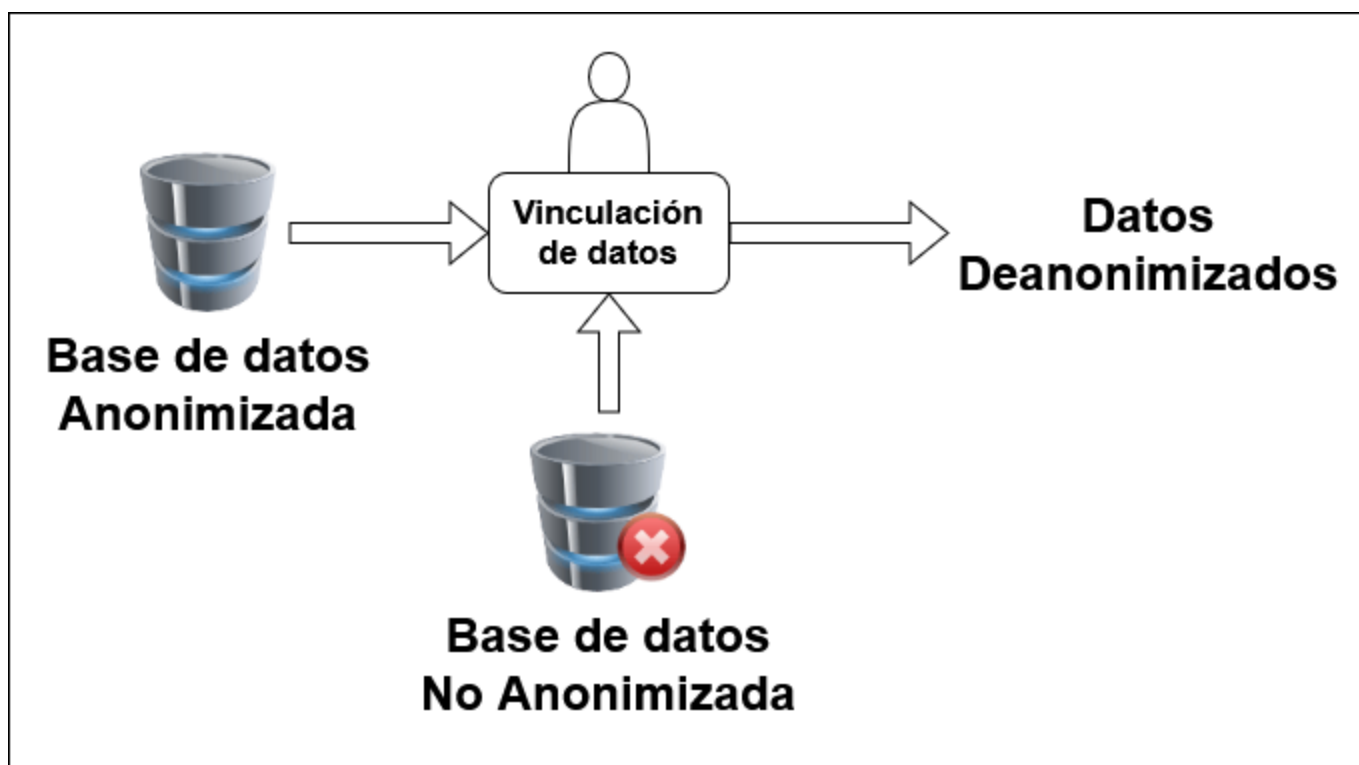 Vinculación
de datos
Datos
Deanonimizados
Base de datos
Anonimizada
Base de datos
No Anonimizada